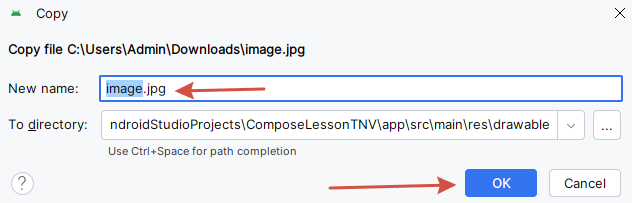 Copy
Copy file C:\Users\Admin\Downloads\image.jpg
New name: image.jpg
To directory: ndroidStudioProjects\ComposeLessonTNV\app\src\main\res\drawable ...
Use Ctrl+Space for path completion
? OK Cancel